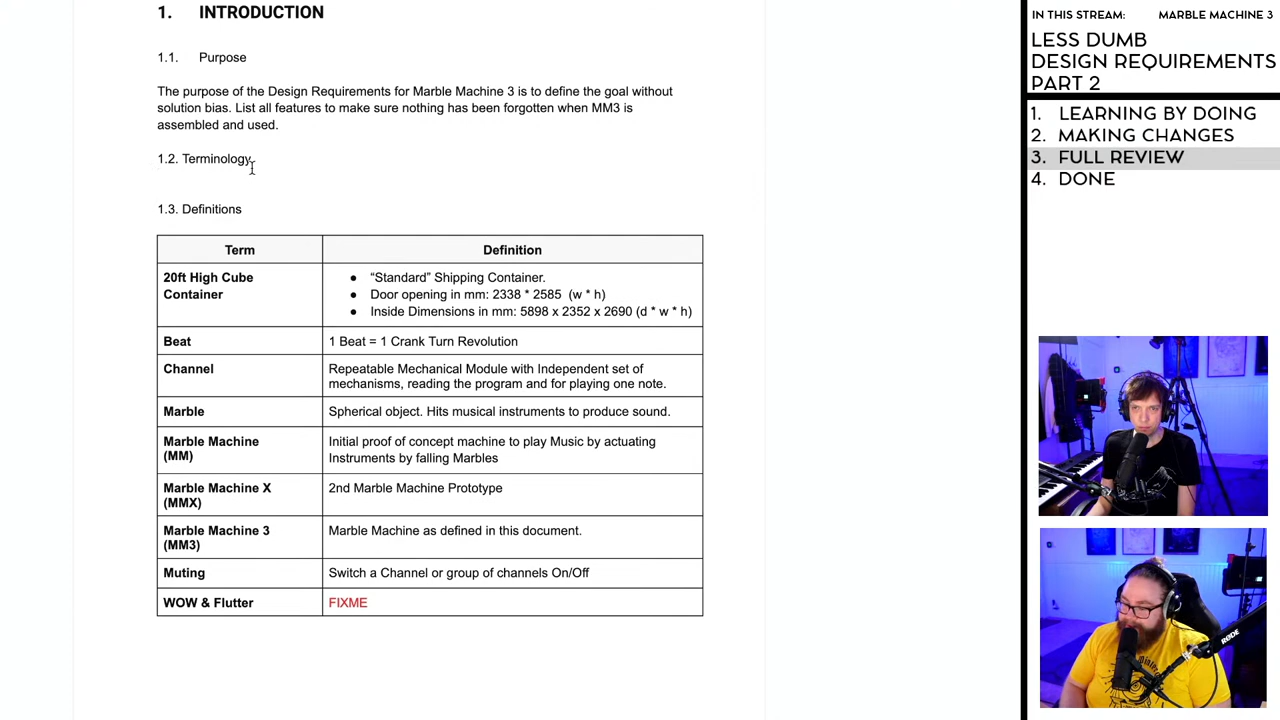 1. INTRODUCTION
1.1. Purpose
The purpose of the Design Requirements for Marble Machine 3 is to define the goal without
solution bias. List all features to make sure nothing has been forgotten when MM3 is
assembled and used.
1.2. Terminology
1.3. Definitions
Term Definition
20ft High Cube
Container
● “Standard” Shipping Container.
● Door opening in mm: 2338 * 2585 (w * h)
● Inside Dimensions in mm: 5898 x 2352 x 2690 (d * w * h)
Beat 1 Beat = 1 Crank Turn Revolution
Channel Repeatable Mechanical Module with Independent set of
mechanisms, reading the program and for playing one note.
Marble Spherical object. Hits musical instruments to produce sound.
Marble Machine
(MM)
Initial proof of concept machine to play Music by actuating
Instruments by falling Marbles
Marble Machine X
(MMX)
2nd Marble Machine Prototype
Marble Machine 3
(MM3)
Marble Machine as defined in this document.
Muting Switch a Channel or group of channels On/Off
WOW & Flutter FIXME
IN THIS STREAM: MARBLE MACHINE 3
LESS DUMB
DESIGN REQUIREMENTS
PART 2
1. LEARNING BY DOING
2. MAKING CHANGES
3. FULL REVIEW
4. DONE
RØDE